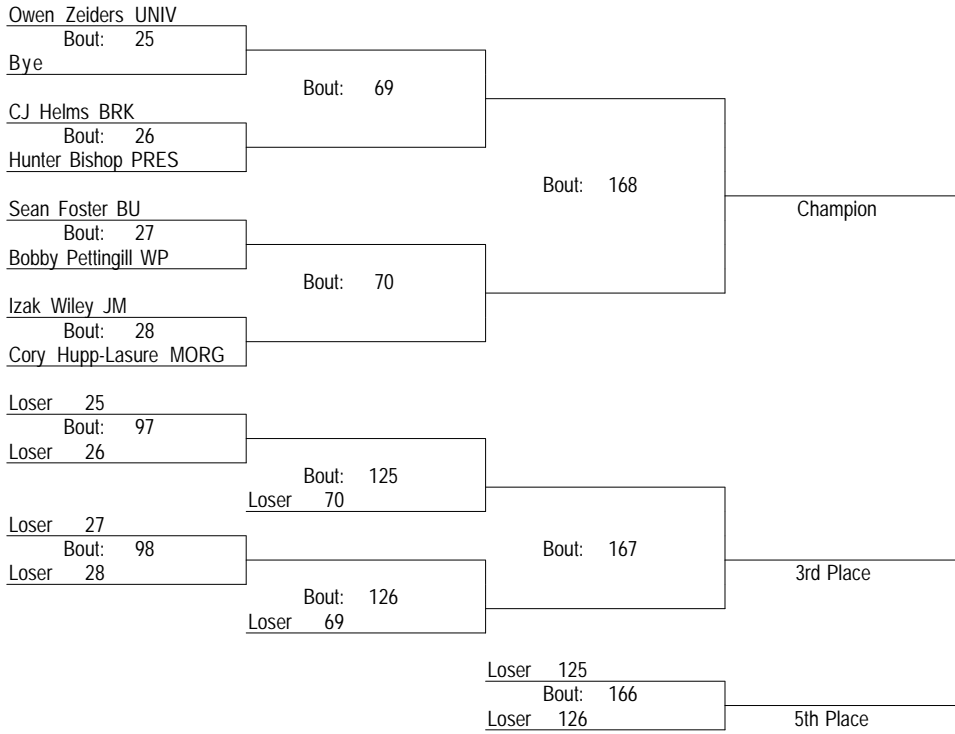 Owen Zeiders UNIV
Bout: 25
Bye
Bout: 69
CJ Helms BRK
Bout: 26
Hunter Bishop PRES
Bout: 168
Champion
Sean Foster BU
Bout: 27
Bobby Pettingill WP
Bout: 70
Izak Wiley JM
Bout: 28
Cory Hupp-Lasure MORG
Loser 25
Bout: 97
Loser 26
Bout: 125
Loser 70
Loser 27
Bout: 98
Loser 28
Bout: 167
3rd Place
Bout: 126
Loser 69
Loser 125
Bout: 166
Loser 126
5th Place